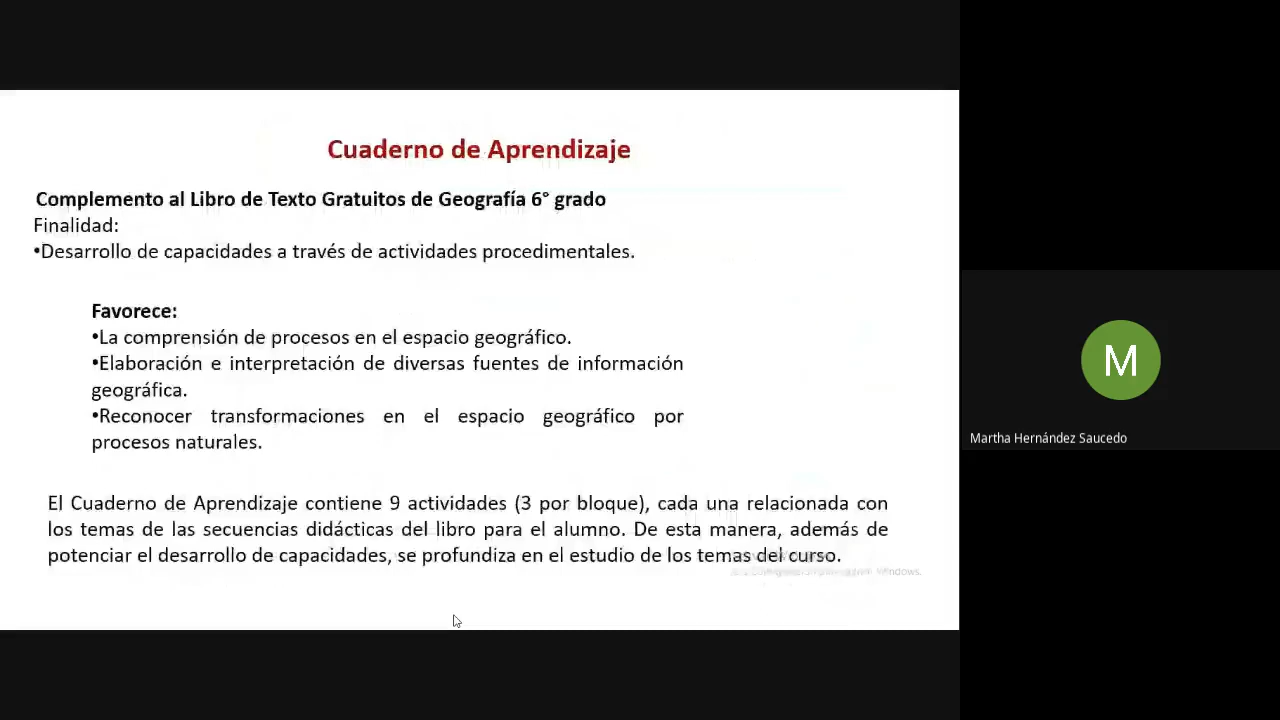 Cuaderno de Aprendizaje
Complemento al Libro de Texto Gratuitos de Geografía 6° grado
Finalidad:
•Desarrollo de capacidades a través de actividades procedimentales.
Favorece:
•La comprensión de procesos en el espacio geográfico.
•Elaboración e interpretación de diversas fuentes de información
geográfica.
•Reconocer transformaciones en el espacio geográfico por
procesos naturales.
El Cuaderno de Aprendizaje contiene 9 actividades (3 por bloque), cada una relacionada con
los temas de las secuencias didácticas del libro para el alumno. De esta manera, además de
potenciar el desarrollo de capacidades, se profundiza en el estudio de los temas del curso.
Windows.
M
Martha Hernández Saucedo